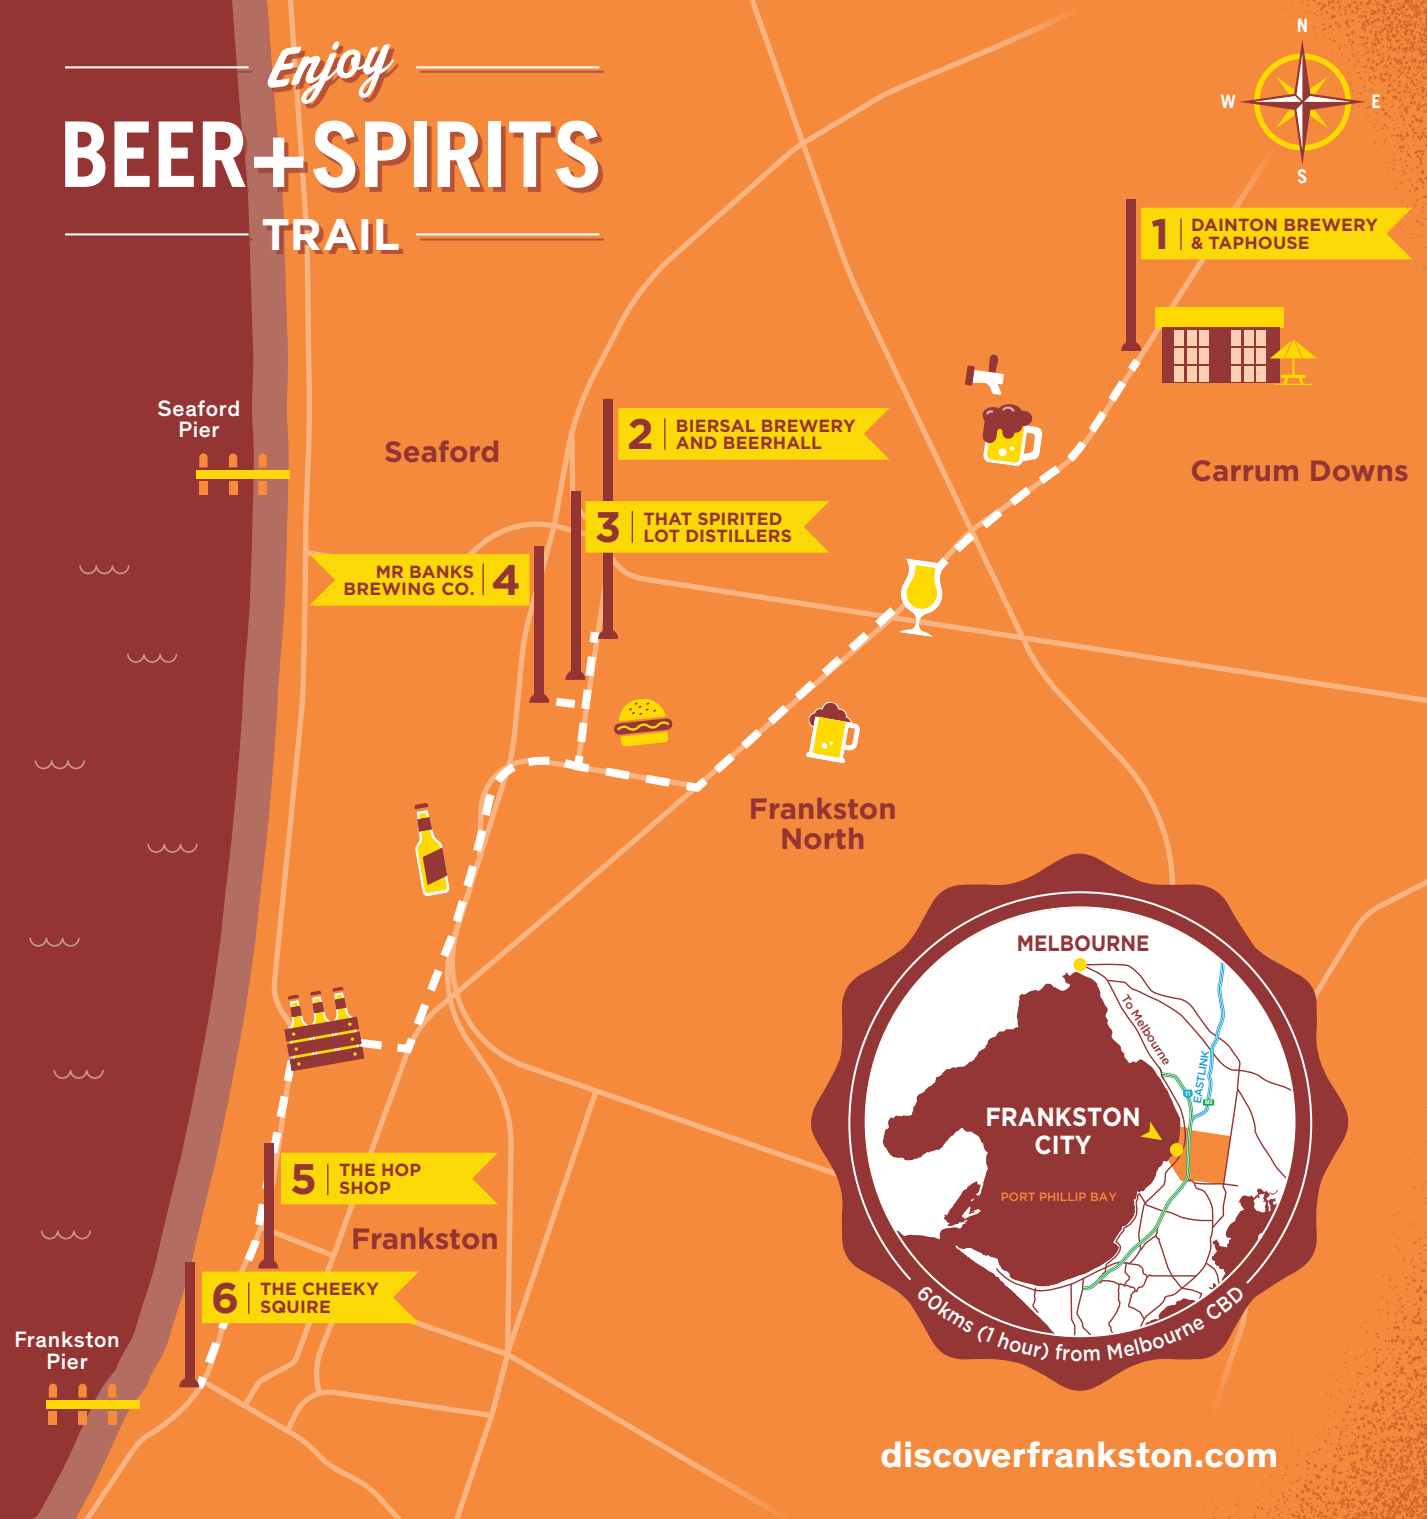 Enjoy
BEER+SPIRITS
TRAIL
N
W
E
S
1
DAINTON BREWERY
& TAPHOUSE
Seaford
Pier
Seaford
2
BIERSAL BREWERY
AND BEERHALL
Carrum Downs
3
THAT SPIRITED
LOT DISTILLERS
MR BANKS
BREWING CO.
4
Frankston
North
MELBOURNE
To Melbourne
EASTLINK
FRANKSTON
CITY
PORT PHILLIP BAY
60kms (1 hour) from Melbourne CBD
5
THE HOP
SHOP
Frankston
6
THE CHEEKY
SQUIRE
Frankston
Pier
discoverfrankston.com